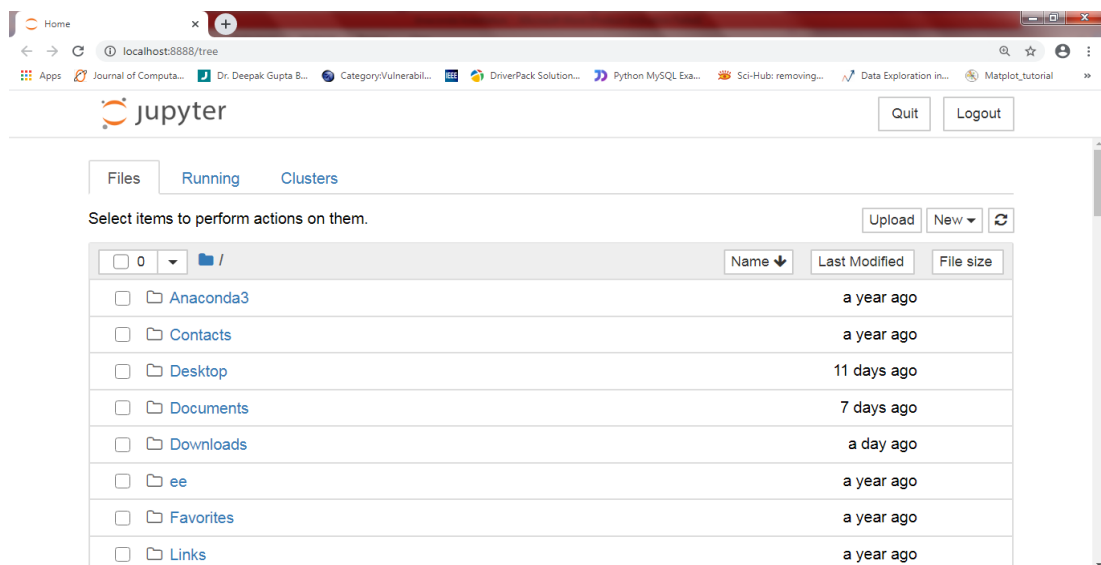 Home
localhost:8888/tree
Apps Journal of Computa... Dr. Deepak Gupta B... Category:Vulnerabil... IEEE DriverPack Solution... Python MySQL Exa... Sci-Hub: removing... Data Exploration in... Matplot_tutorial »
jupyter Quit Logout
Files Running Clusters
Select items to perform actions on them. Upload New
0 / Name Last Modified File size
Anaconda3 a year ago
Contacts a year ago
Desktop 11 days ago
Documents 7 days ago
Downloads a day ago
ee a year ago
Favorites a year ago
Links a year ago